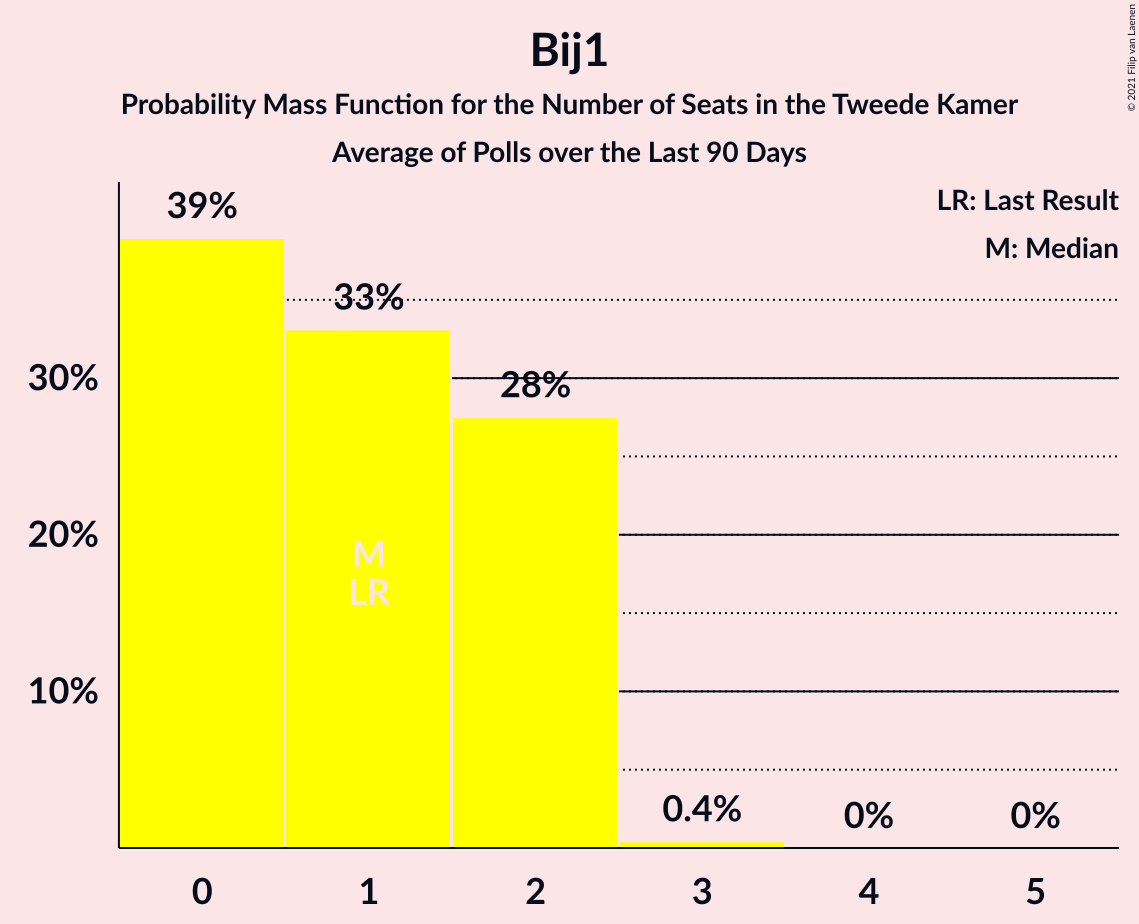 Bij1
Probability Mass Function for the Number of Seats in the Tweede Kamer
Average of Polls over the Last 90 Days
© 2021 Filip van Laenen
LR: Last Result
M: Median
39%
33%
28%
0.4%
0%
0%
30%
20%
10%
M
LR
0
1
2
3
4
5